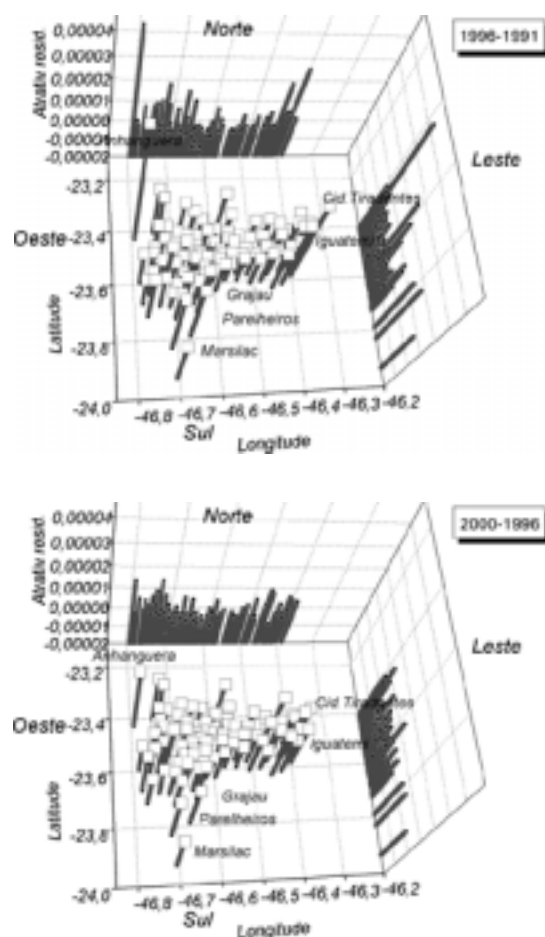 Norte
1996-1991
Atrativ resid.
0,00004
0,00003
0,00002
0,00001
0,00000
-0,00001
-0,00002
Anhanguera
Leste
-23,2
Cid.Tiradentes
Oeste
-23,4
Iguatemi
-23,6
Grajau
Latitude
Parelheiros
-23,8
Marsilac
-24,0
-46,8 -46,7 -46,6 -46,5 -46,4 -46,3 -46,2
Sul
Longitude
Norte
2000-1996
Atrativ resid.
0,00004
0,00003
0,00002
0,00001
0,00000
-0,00001
-0,00002
Anhanguera
Leste
-23,2
Cid Tiradentes
Oeste
-23,4
Iguatemi
-23,6
Grajau
Latitude
Parelheiros
-23,8
Marsilac
-24,0
-46,8 -46,7 -46,6 -46,5 -46,4 -46,3 -46,2
Sul
Longitude